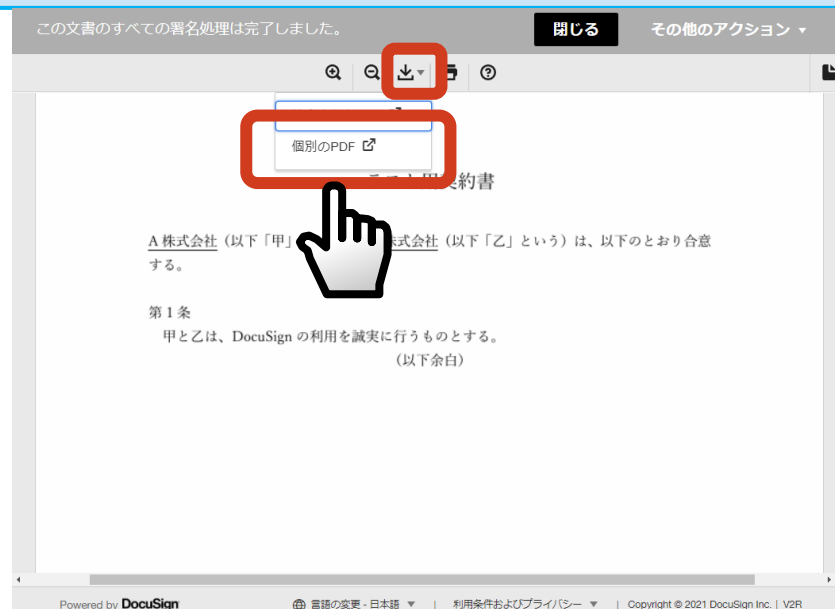 この文書のすべての署名処理は完了しました。 閉じる その他のアクション
個別のPDF
約書
A 株式会社（以下「甲」 株式会社（以下「乙」という）は、以下のとおり合意
する。
第１条
甲と乙は、DocuSign の利用を誠実に行うものとする。
（以下余白）
Powered by DocuSign 言語の変更 - 日本語 ▼ | 利用条件およびプライバシー ▼ | Copyright © 2021 DocuSign Inc. | V2R